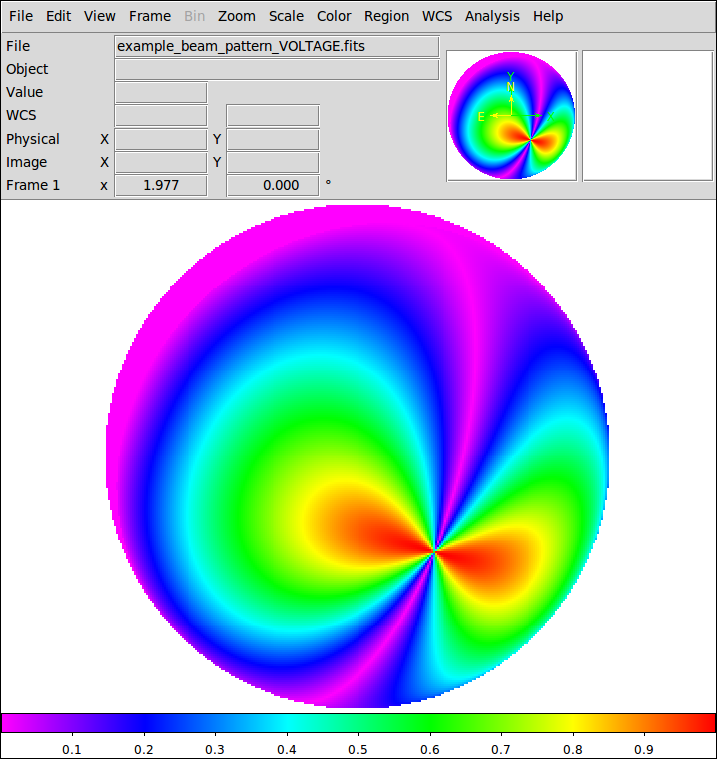 File Edit View Frame Bin Zoom Scale Color Region WCS Analysis Help
File example_beam_pattern_VOLTAGE.fits
Object
Value
WCS
Physical X Y
Image X Y
Frame 1 x 1.977 0.000 °
Y
N
E X
0.1 0.2 0.3 0.4 0.5 0.6 0.7 0.8 0.9